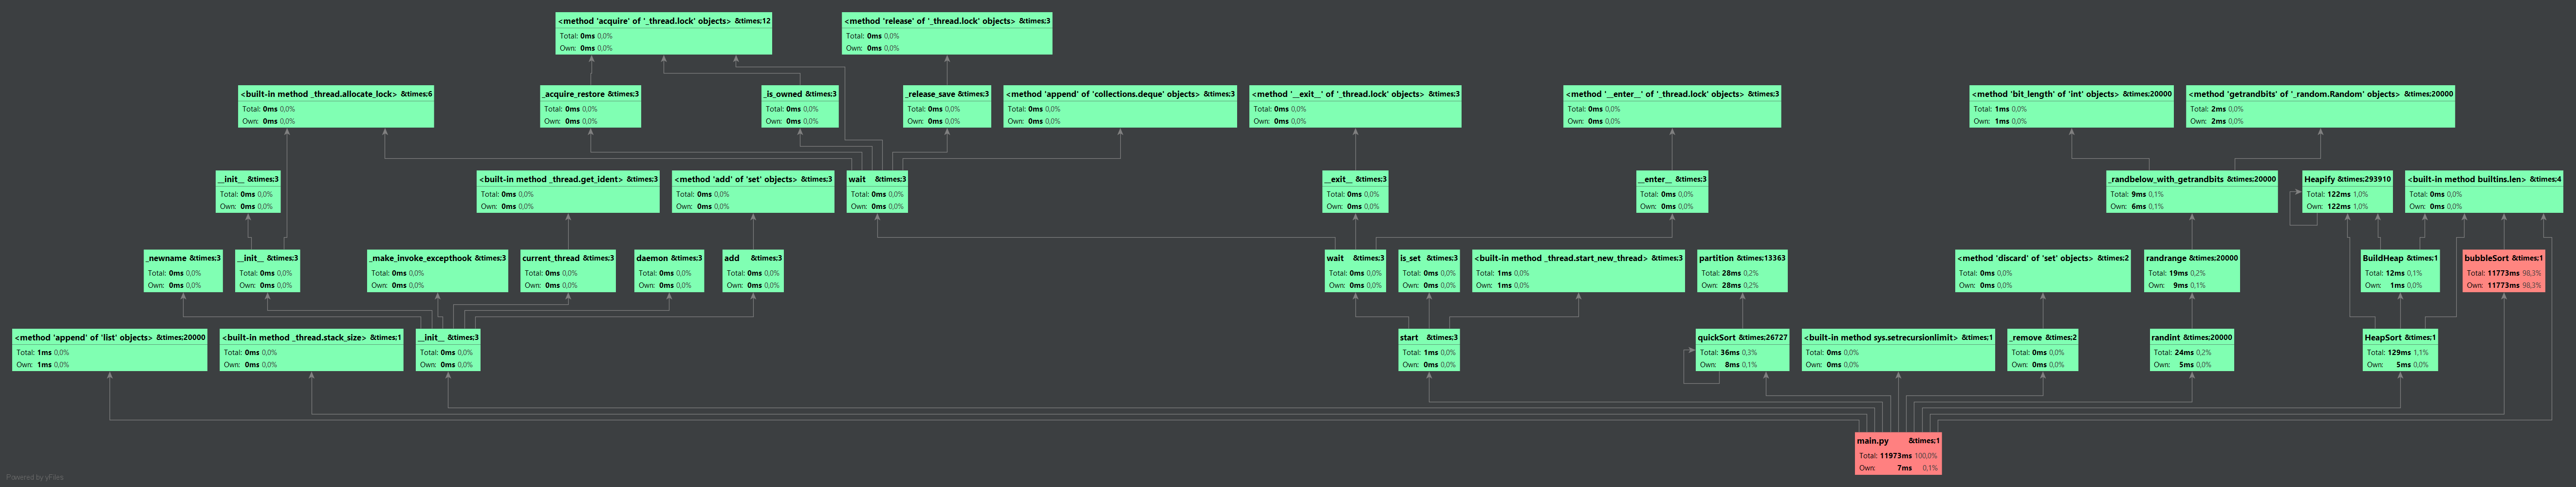 <method 'acquire' of '_thread.lock' objects> &times;12
Total: 0ms 0,0%
Own: 0ms 0,0%
<method 'release' of '_thread.lock' objects> &times;3
Total: 0ms 0,0%
Own: 0ms 0,0%
<built-in method _thread.allocate_lock> &times;6
Total: 0ms 0,0%
Own: 0ms 0,0%
_acquire_restore &times;3
Total: 0ms 0,0%
Own: 0ms 0,0%
_is_owned &times;3
Total: 0ms 0,0%
Own: 0ms 0,0%
_release_save &times;3
Total: 0ms 0,0%
Own: 0ms 0,0%
<method 'append' of 'collections.deque' objects> &times;3
Total: 0ms 0,0%
Own: 0ms 0,0%
<method '__exit__' of '_thread.lock' objects> &times;3
Total: 0ms 0,0%
Own: 0ms 0,0%
<method '__enter__' of '_thread.lock' objects> &times;3
Total: 0ms 0,0%
Own: 0ms 0,0%
<method 'bit_length' of 'int' objects> &times;20000
Total: 1ms 0,0%
Own: 1ms 0,0%
<method 'getrandbits' of '_random.Random' objects> &times;20000
Total: 2ms 0,0%
Own: 2ms 0,0%
__init__ &times;3
Total: 0ms 0,0%
Own: 0ms 0,0%
<built-in method _thread.get_ident> &times;3
Total: 0ms 0,0%
Own: 0ms 0,0%
<method 'add' of 'set' objects> &times;3
Total: 0ms 0,0%
Own: 0ms 0,0%
wait &times;3
Total: 0ms 0,0%
Own: 0ms 0,0%
__exit__ &times;3
Total: 0ms 0,0%
Own: 0ms 0,0%
__enter__ &times;3
Total: 0ms 0,0%
Own: 0ms 0,0%
_randbelow_with_getrandbits &times;20000
Total: 9ms 0,1%
Own: 6ms 0,1%
Heapify &times;293910
Total: 122ms 1,0%
Own: 122ms 1,0%
<built-in method builtins.len> &times;4
Total: 0ms 0,0%
Own: 0ms 0,0%
_newname &times;3
Total: 0ms 0,0%
Own: 0ms 0,0%
__init__ &times;3
Total: 0ms 0,0%
Own: 0ms 0,0%
_make_invoke_excepthook &times;3
Total: 0ms 0,0%
Own: 0ms 0,0%
current_thread &times;3
Total: 0ms 0,0%
Own: 0ms 0,0%
daemon &times;3
Total: 0ms 0,0%
Own: 0ms 0,0%
add &times;3
Total: 0ms 0,0%
Own: 0ms 0,0%
wait &times;3
Total: 0ms 0,0%
Own: 0ms 0,0%
is_set &times;3
Total: 0ms 0,0%
Own: 0ms 0,0%
<built-in method _thread.start_new_thread> &times;3
Total: 1ms 0,0%
Own: 1ms 0,0%
partition &times;13363
Total: 28ms 0,2%
Own: 28ms 0,2%
<method 'discard' of 'set' objects> &times;2
Total: 0ms 0,0%
Own: 0ms 0,0%
randrange &times;20000
Total: 19ms 0,2%
Own: 9ms 0,1%
BuildHeap &times;1
Total: 12ms 0,1%
Own: 1ms 0,0%
bubbleSort &times;1
Total: 11773ms 98,3%
Own: 11773ms 98,3%
<method 'append' of 'list' objects> &times;20000
Total: 1ms 0,0%
Own: 1ms 0,0%
<built-in method _thread.stack_size> &times;1
Total: 0ms 0,0%
Own: 0ms 0,0%
__init__ &times;3
Total: 0ms 0,0%
Own: 0ms 0,0%
start &times;3
Total: 1ms 0,0%
Own: 0ms 0,0%
quickSort &times;26727
Total: 36ms 0,3%
Own: 8ms 0,1%
<built-in method sys.setrecursionlimit> &times;1
Total: 0ms 0,0%
Own: 0ms 0,0%
_remove &times;2
Total: 0ms 0,0%
Own: 0ms 0,0%
randint &times;20000
Total: 24ms 0,2%
Own: 5ms 0,0%
HeapSort &times;1
Total: 129ms 1,1%
Own: 5ms 0,0%
main.py &times;1
Total: 11973ms 100,0%
Own: 7ms 0,1%
Powered by yFiles